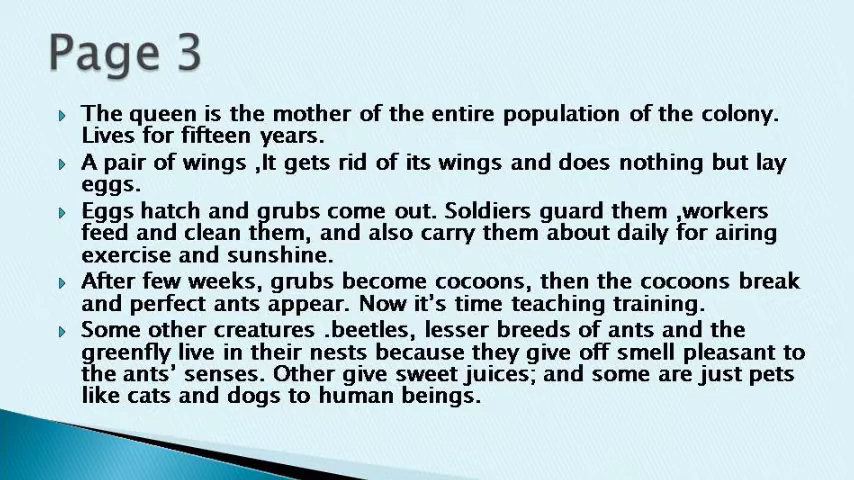 Page 3
The queen is the mother of the entire population of the colony.
Lives for fifteen years.
A pair of wings ,It gets rid of its wings and does nothing but lay
eggs.
Eggs hatch and grubs come out. Soldiers guard them ,workers
feed and clean them, and also carry them about daily for airing
exercise and sunshine.
After few weeks, grubs become cocoons, then the cocoons break
and perfect ants appear. Now it's time teaching training.
Some other creatures .beetles, lesser breeds of ants and the
greenfly live in their nests because they give off smell pleasant to
the ants' senses. Other give sweet juices; and some are just pets
like cats and dogs to human beings.